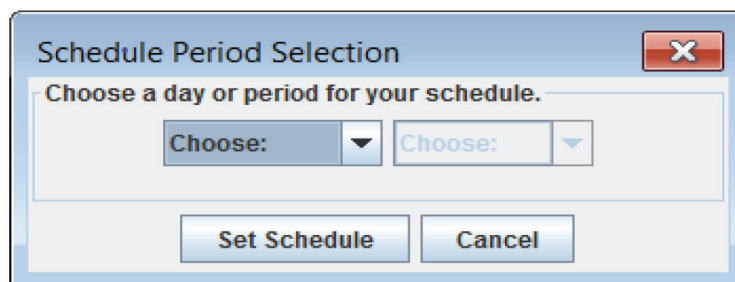 Schedule Period Selection
Choose a day or period for your schedule.
Choose: Choose:
Set Schedule Cancel